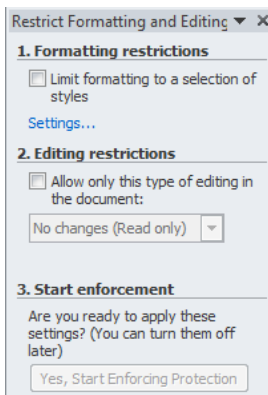 Restrict Formatting and Editing
1. Formatting restrictions
Limit formatting to a selection of
styles
Settings...
2. Editing restrictions
Allow only this type of editing in
the document:
No changes (Read only)
3. Start enforcement
Are you ready to apply these
settings? (You can turn them off
later)
Yes, Start Enforcing Protection